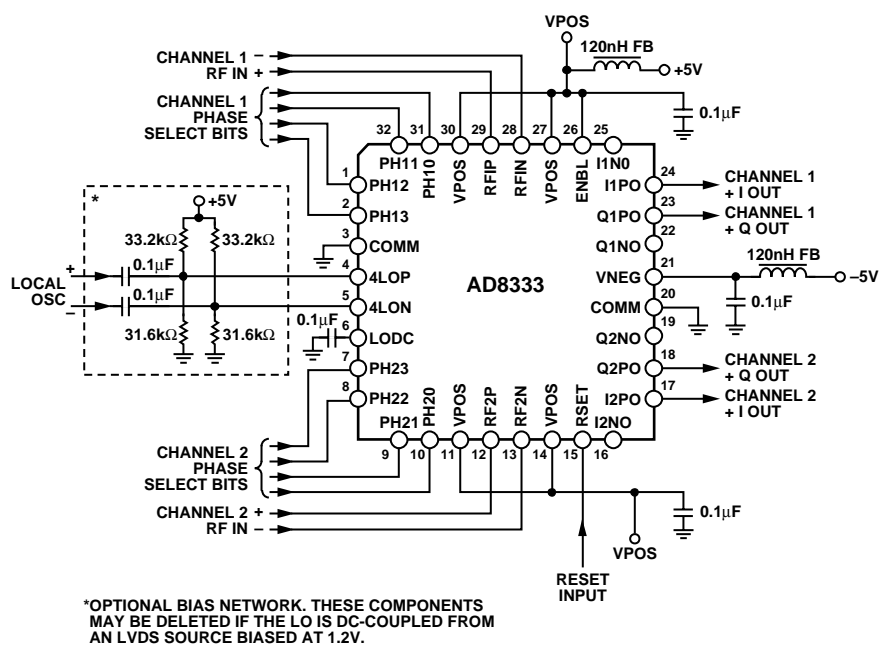 VPOS
120nH FB
+5V
0.1µF
CHANNEL 1 –
RF IN +
CHANNEL 1
PHASE
SELECT BITS
32 31 30 29 28 27 26 25
PH11 PH10 VPOS RFIP RFIN VPOS ENBL I1N0
*
+5V
33.2kΩ 33.2kΩ
0.1µF
0.1µF
LOCAL
OSC
+
–
31.6kΩ 31.6kΩ
0.1µF
1 PH12
2 PH13
3 COMM
4 4LOP
5 4LON
6 LODC
7 PH23
8 PH22
AD8333
I1PO 24
CHANNEL 1
+ I OUT
Q1PO 23
CHANNEL 1
+ Q OUT
Q1NO 22
VNEG 21
120nH FB
–5V
0.1µF
COMM 20
Q2NO 19
Q2PO 18
CHANNEL 2
+ Q OUT
I2PO 17
CHANNEL 2
+ I OUT
PH21 PH20 VPOS RF2P RF2N VPOS RSET I2NO
9 10 11 12 13 14 15 16
CHANNEL 2
PHASE
SELECT BITS
CHANNEL 2 +
RF IN –
0.1µF
VPOS
RESET
INPUT
*OPTIONAL BIAS NETWORK. THESE COMPONENTS
MAY BE DELETED IF THE LO IS DC-COUPLED FROM
AN LVDS SOURCE BIASED AT 1.2V.